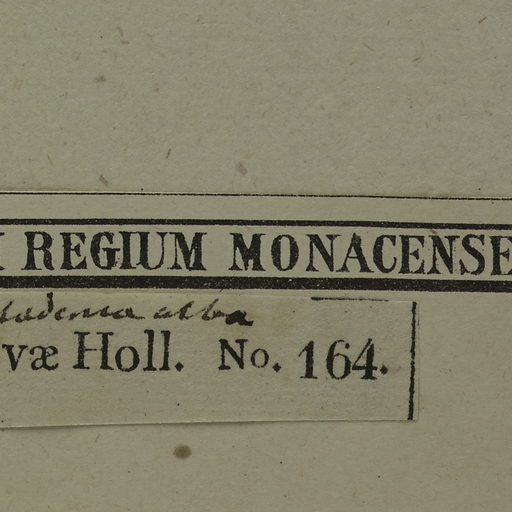 REGIUM MONACENSE
alba
væ Holl. No. 164.